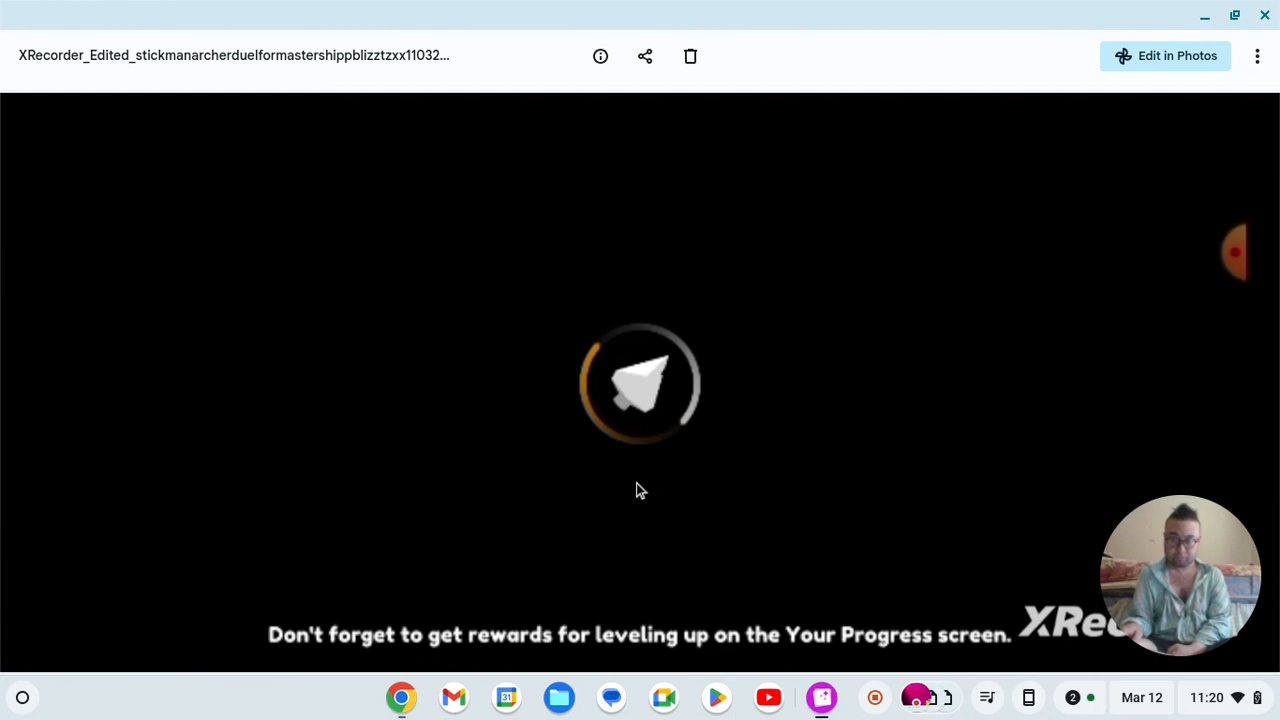 XRecorder_Edited_stickmanarcherduelformastershippblizztzxx11032...
Edit in Photos
Don't forget to get rewards for leveling up on the Your Progress screen.
XRec
31
2
Mar 12
11:20